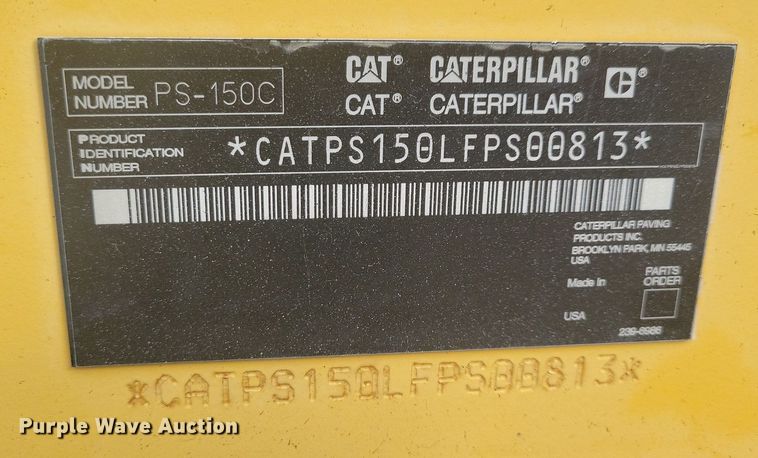 MODEL
NUMBER PS-150C
CAT® CATERPILLAR® ®
CAT® CATERPILLAR®
PRODUCT
IDENTIFICATION
NUMBER
*CATPS150LFPS00813*
CATERPILLAR PAVING
PRODUCTS INC.
BROOKLYN PARK, MN 55445
USA
Made in
USA
PARTS
ORDER
239-8986
*CATPS150LFPS00813*
Purple Wave Auction